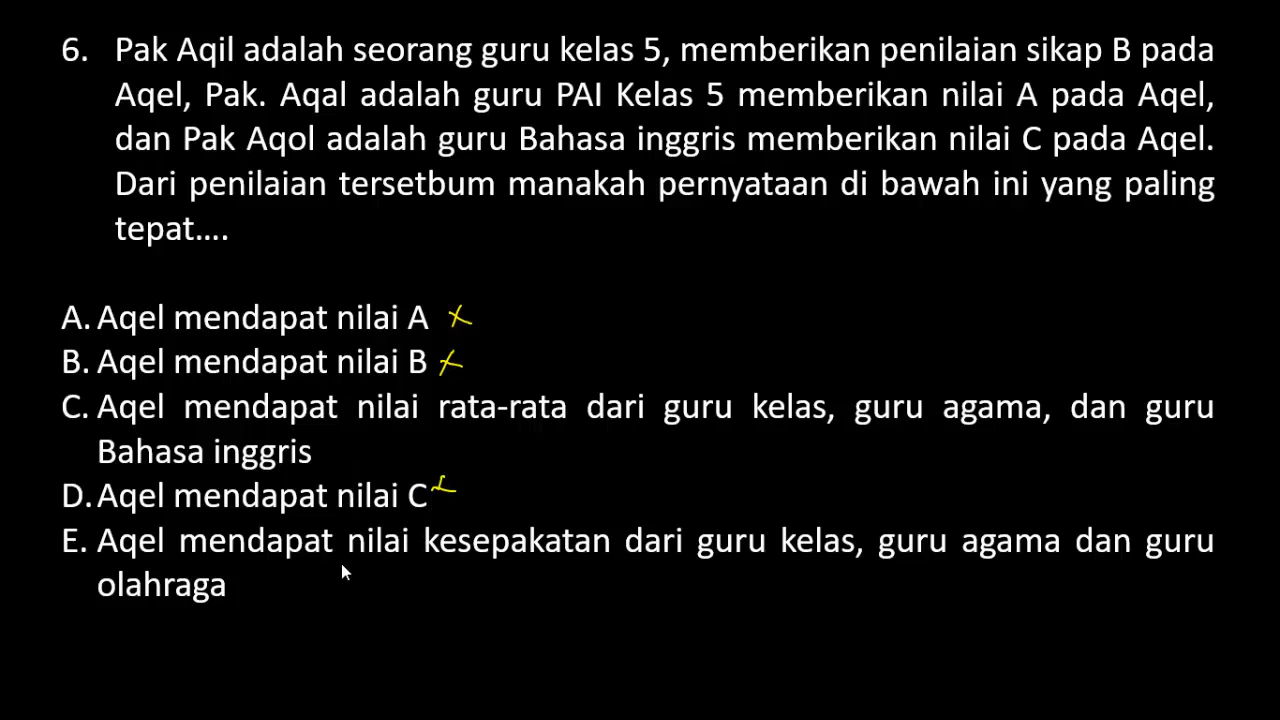 6. Pak Aqil adalah seorang guru kelas 5, memberikan penilaian sikap B pada
Aqel, Pak. Aqal adalah guru PAI Kelas 5 memberikan nilai A pada Aqel,
dan Pak Aqol adalah guru Bahasa inggris memberikan nilai C pada Aqel.
Dari penilaian tersetbum manakah pernyataan di bawah ini yang paling
tepat....
A. Aqel mendapat nilai A
B. Aqel mendapat nilai B
C. Aqel mendapat nilai rata-rata dari guru kelas, guru agama, dan guru
Bahasa inggris
D. Aqel mendapat nilai C
E. Aqel mendapat nilai kesepakatan dari guru kelas, guru agama dan guru
olahraga